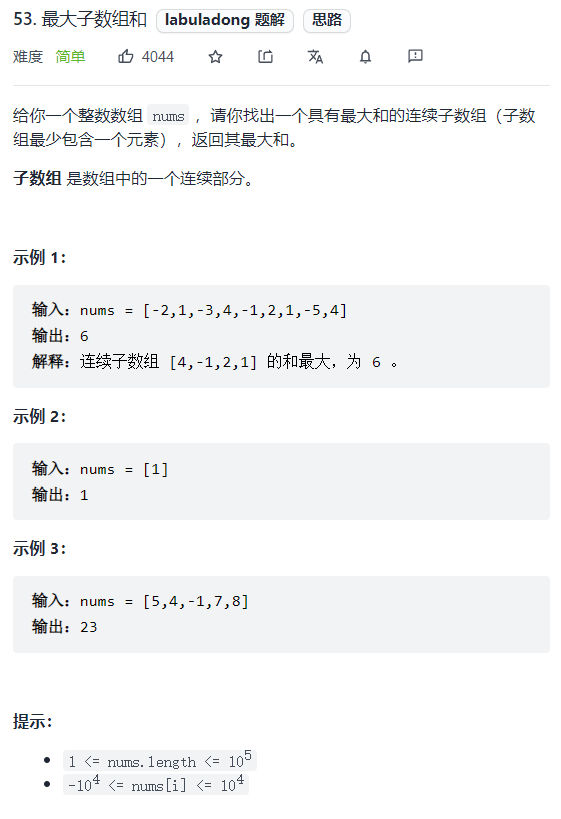 53. 最大子数组和 labuladong 题解 思路
难度 简单 4044
给你一个整数数组 nums ，请你找出一个具有最大和的连续子数组（子数
组最少包含一个元素），返回其最大和。
子数组 是数组中的一个连续部分。
示例 1：
输入：nums = [-2,1,-3,4,-1,2,1,-5,4]
输出：6
解释：连续子数组 [4,-1,2,1] 的和最大，为 6 。
示例 2：
输入：nums = [1]
输出：1
示例 3：
输入：nums = [5,4,-1,7,8]
输出：23
提示：
1 <= nums.length <= 10⁵
-10⁴ <= nums[i] <= 10⁴